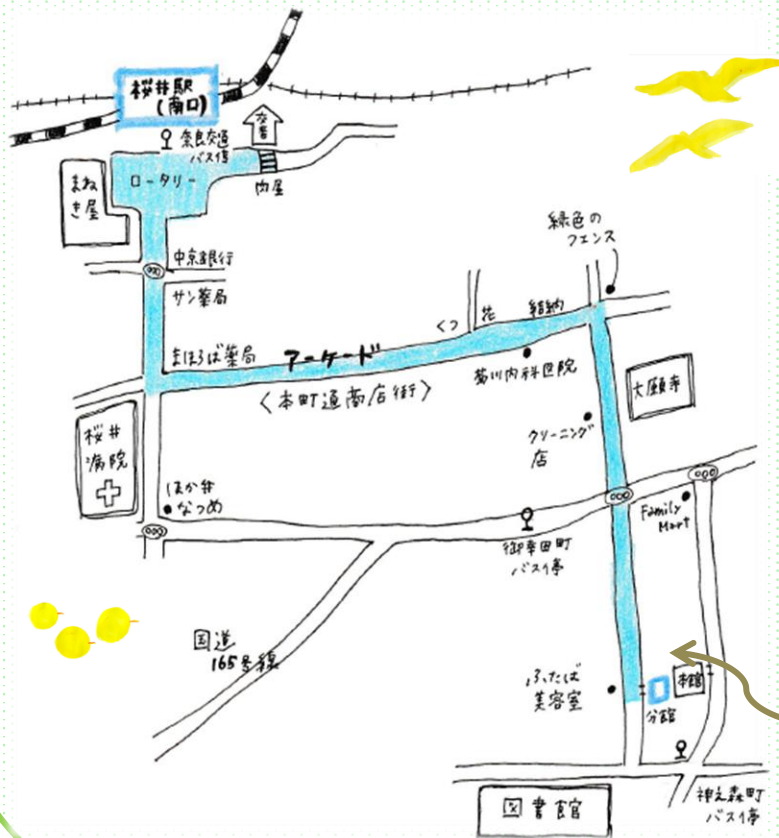 桜井駅
(南口)
交番
奈良交通
バス停
ロータリー
肉屋
まねき屋
中京銀行
サン薬局
緑色の
フェンス
くつ
花
結納
まほろば薬局
アーケード
〈本町通商店街〉
菊川内科医院
大願寺
桜井
病院
クリーニング
店
ほか弁
なつめ
Family
Mart
御幸田町
バス停
国道
165号線
ふたば
美容室
本館
分館
図書館
神之森町
バス停